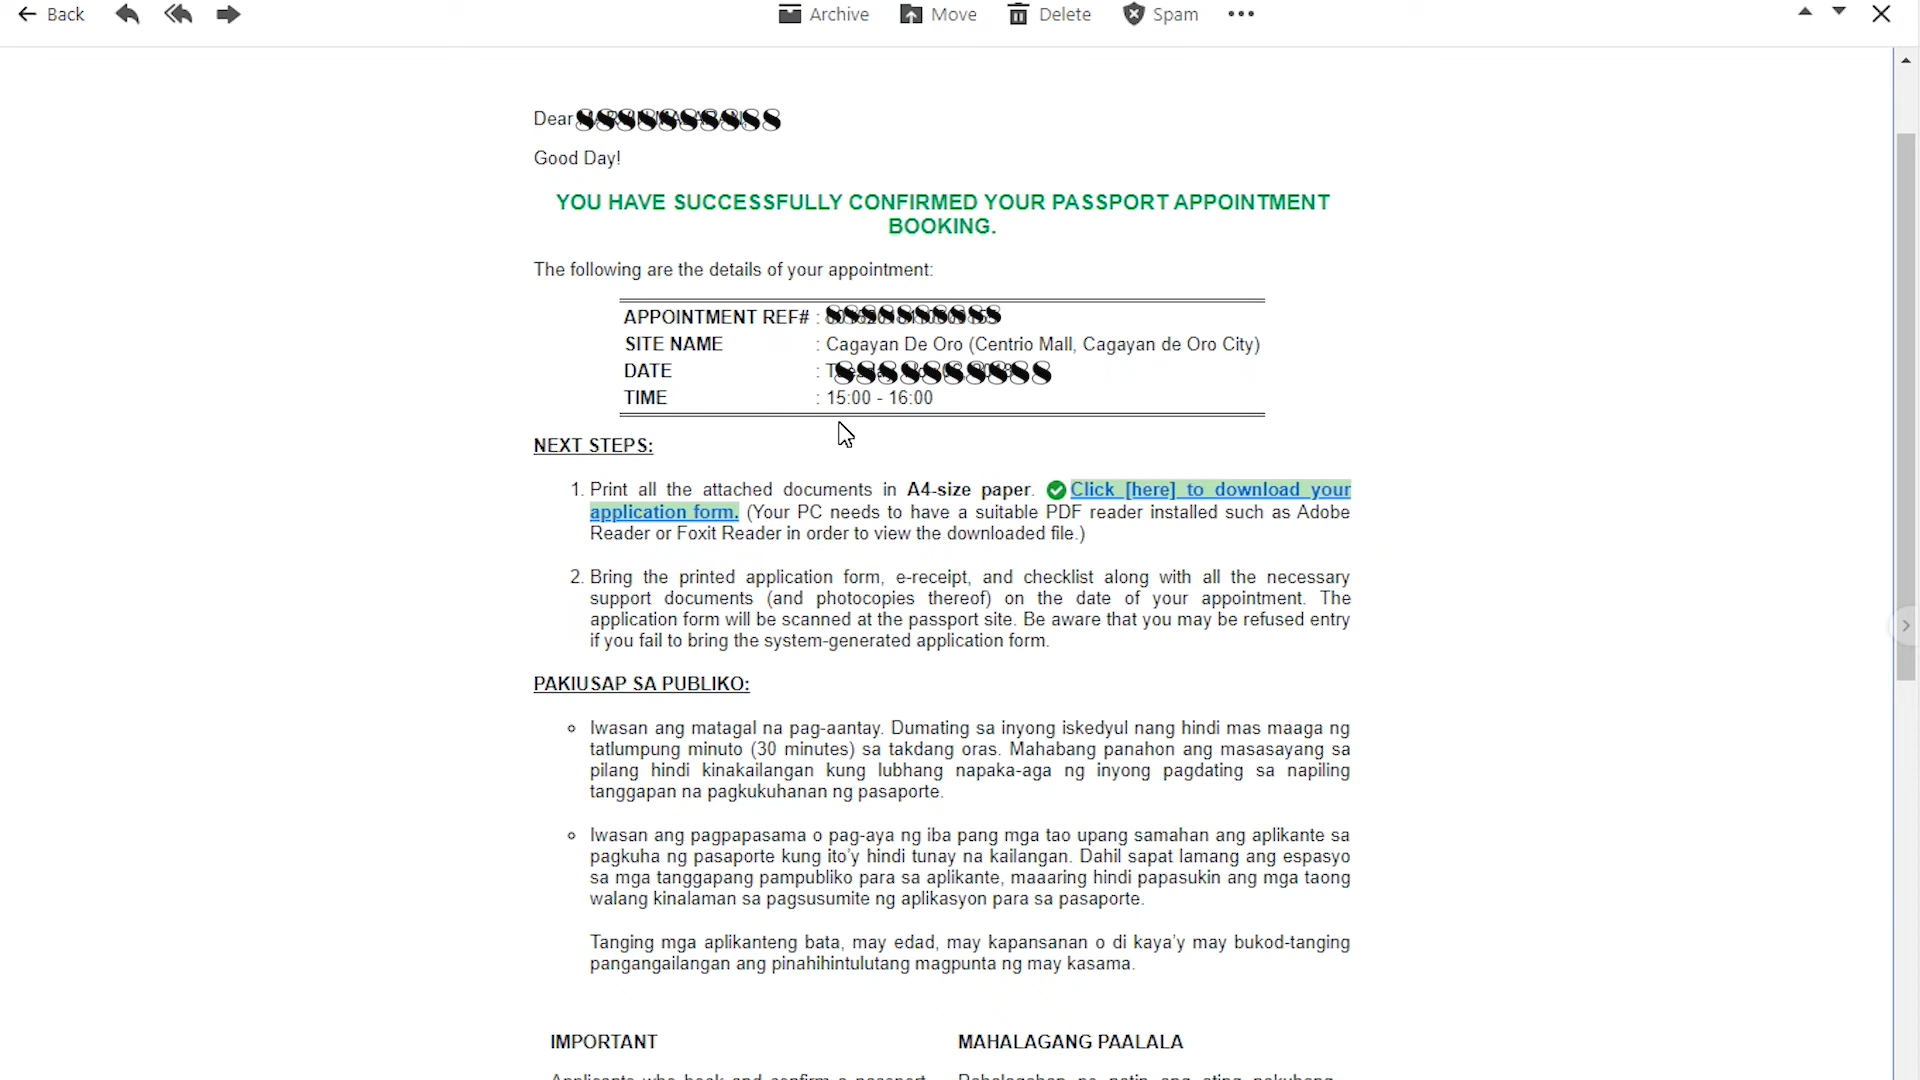 Back
Archive
Move
Delete
Spam
Dear
Good Day!
YOU HAVE SUCCESSFULLY CONFIRMED YOUR PASSPORT APPOINTMENT
BOOKING.
The following are the details of your appointment:
APPOINTMENT REF# :
SITE NAME : Cagayan De Oro (Centrio Mall, Cagayan de Oro City)
DATE :
TIME : 15:00 - 16:00
NEXT STEPS:
1. Print all the attached documents in A4-size paper. Click [here] to download your
application form. (Your PC needs to have a suitable PDF reader installed such as Adobe
Reader or Foxit Reader in order to view the downloaded file.)
2. Bring the printed application form, e-receipt, and checklist along with all the necessary
support documents (and photocopies thereof) on the date of your appointment. The
application form will be scanned at the passport site. Be aware that you may be refused entry
if you fail to bring the system-generated application form.
PAKIUSAP SA PUBLIKO:
Iwasan ang matagal na pag-aantay. Dumating sa inyong iskedyul nang hindi mas maaga ng
tatlumpung minuto (30 minutes) sa takdang oras. Mahabang panahon ang masasayang sa
pilang hindi kinakailangan kung lubhang napaka-aga ng inyong pagdating sa napiling
tanggapan na pagkukuhanan ng pasaporte.
Iwasan ang pagpapasama o pag-aya ng iba pang mga tao upang samahan ang aplikante sa
pagkuha ng pasaporte kung ito'y hindi tunay na kailangan. Dahil sapat lamang ang espasyo
sa mga tanggapang pampubliko para sa aplikante, maaaring hindi papasukin ang mga taong
walang kinalaman sa pagsusumite ng aplikasyon para sa pasaporte.
Tanging mga aplikanteng bata, may edad, may kapansanan o di kaya'y may bukod-tanging
pangangailangan ang pinahihintulutang magpunta ng may kasama.
IMPORTANT
MAHALAGANG PAALALA